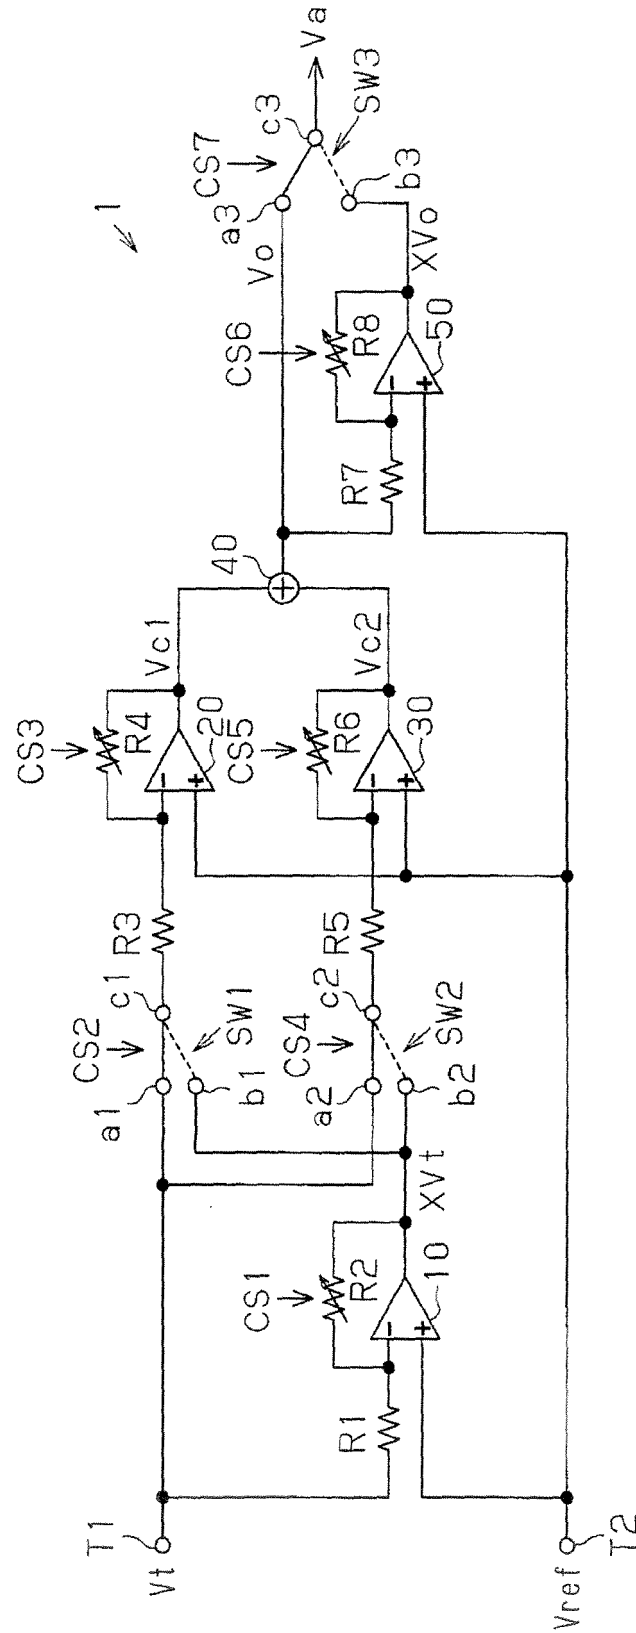 1
T1
Vt
R1
CS1
R2
10
XVt
a1
CS2
c1
SW1
b1
a2
CS4
c2
SW2
b2
R3
R5
CS3
R4
20
Vc1
CS5
R6
30
Vc2
40
R7
CS6
R8
50
Vo
XVo
a3
CS7
c3
SW3
b3
Va
Vref
T2